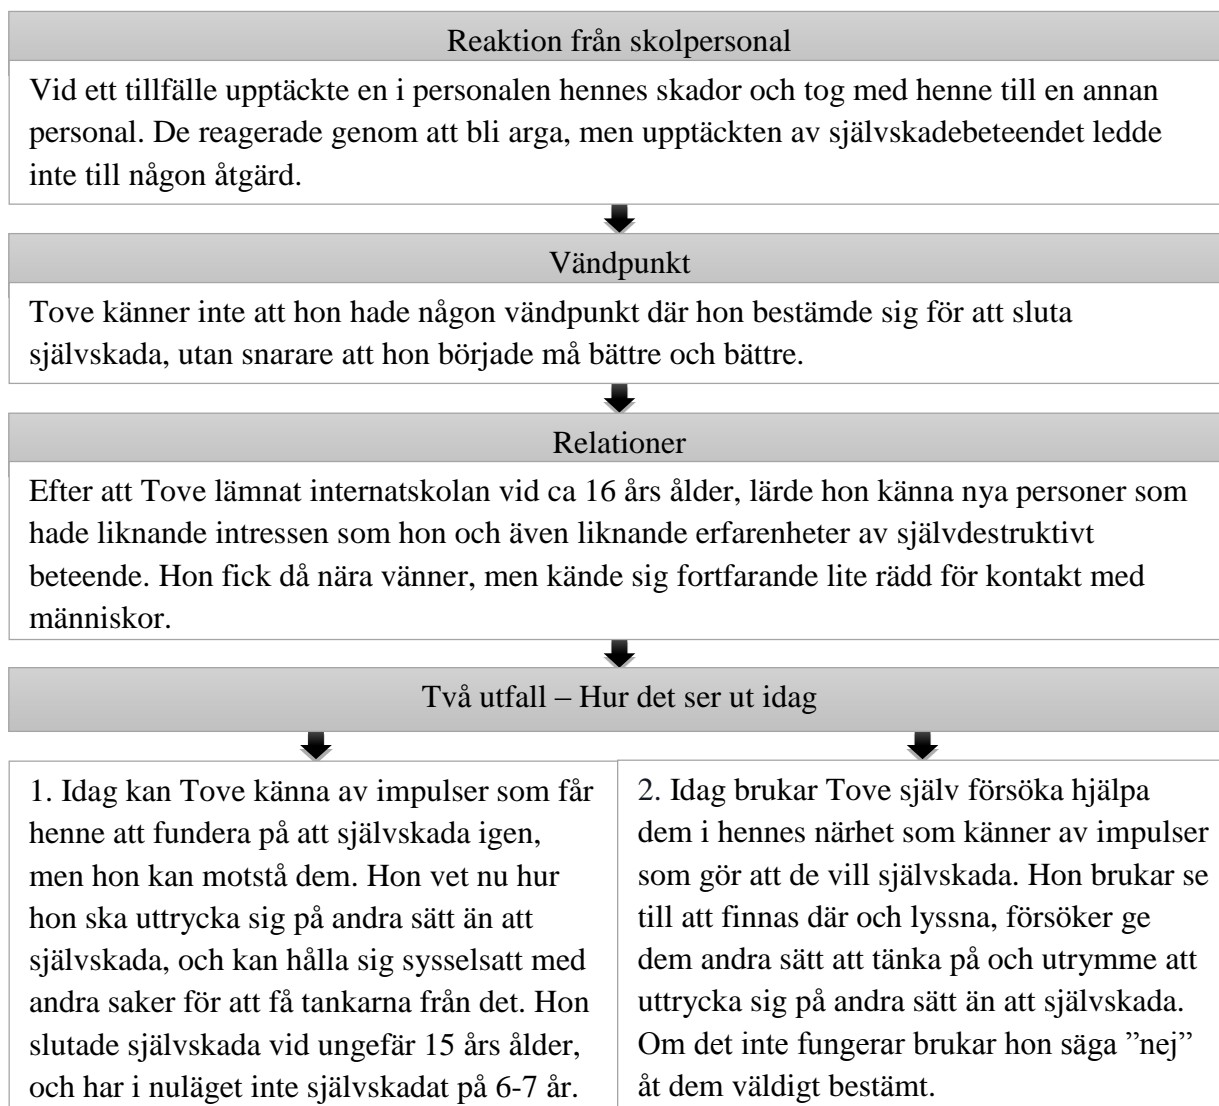 Reaktion från skolpersonal
Vid ett tillfälle upptäckte en i personalen hennes skador och tog med henne till en annan
personal. De reagerade genom att bli arga, men upptäckten av självskadebeteendet ledde
inte till någon åtgärd.
Vändpunkt
Tove känner inte att hon hade någon vändpunkt där hon bestämde sig för att sluta
självskada, utan snarare att hon började må bättre och bättre.
Relationer
Efter att Tove lämnat internatskolan vid ca 16 års ålder, lärde hon känna nya personer som
hade liknande intressen som hon och även liknande erfarenheter av självdestruktivt
beteende. Hon fick då nära vänner, men kände sig fortfarande lite rädd för kontakt med
människor.
Två utfall – Hur det ser ut idag
1. Idag kan Tove känna av impulser som får
henne att fundera på att självskada igen,
men hon kan motstå dem. Hon vet nu hur
hon ska uttrycka sig på andra sätt än att
självskada, och kan hålla sig sysselsatt med
andra saker för att få tankarna från det. Hon
slutade självskada vid ungefär 15 års ålder,
och har i nuläget inte självskadat på 6-7 år.
2. Idag brukar Tove själv försöka hjälpa
dem i hennes närhet som känner av impulser
som gör att de vill självskada. Hon brukar se
till att finnas där och lyssna, försöker ge
dem andra sätt att tänka på och utrymme att
uttrycka sig på andra sätt än att självskada.
Om det inte fungerar brukar hon säga ”nej”
åt dem väldigt bestämt.